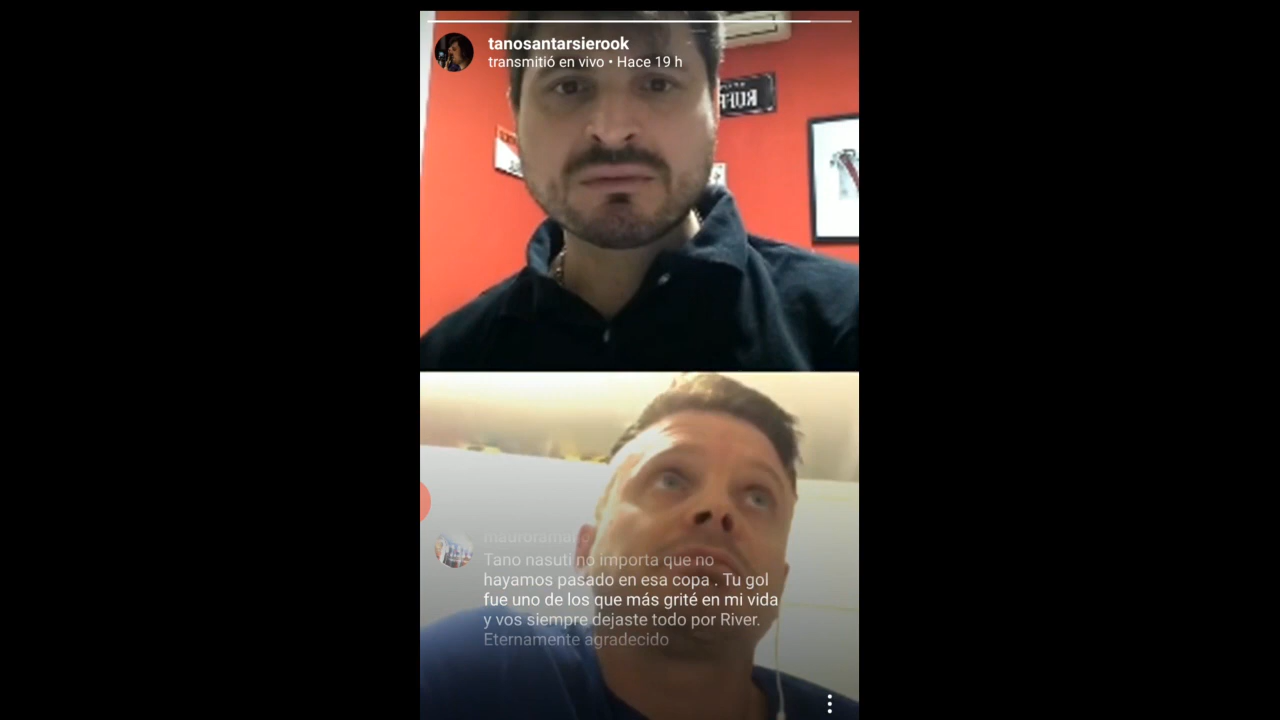 tanosantarsierook
transmitió en vivo • Hace 19 h
Tano nasuti no importa que no
hayamos pasado en esa copa . Tu gol
fue uno de los que más grité en mi vida
y vos siempre dejaste todo por River.
Eternamente agradecido